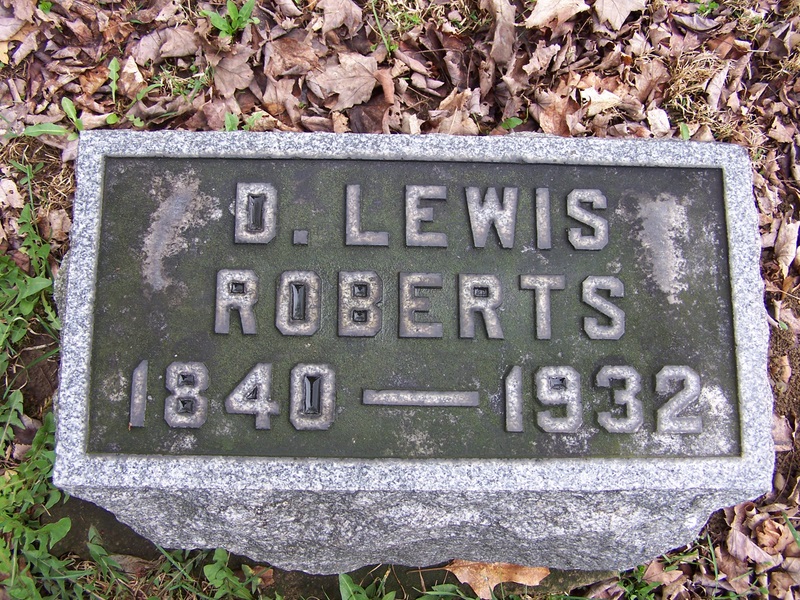 D. LEWIS
ROBERTS
1840 — 1932